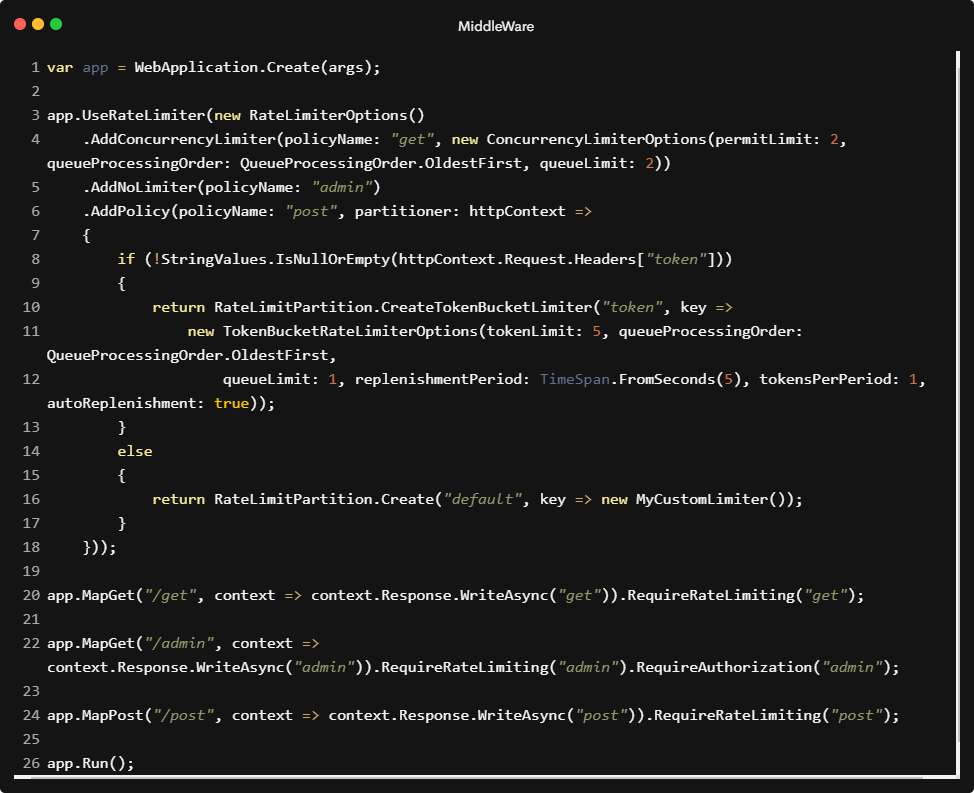 MiddleWare
1 var app = WebApplication.Create(args);
2
3 app.UseRateLimiter(new RateLimiterOptions()
4     .AddConcurrencyLimiter(policyName: "get", new ConcurrencyLimiterOptions(permitLimit: 2,
queueProcessingOrder: QueueProcessingOrder.OldestFirst, queueLimit: 2))
5     .AddNoLimiter(policyName: "admin")
6     .AddPolicy(policyName: "post", partitioner: httpContext =>
7     {
8         if (!StringValues.IsNullOrEmpty(httpContext.Request.Headers["token"]))
9         {
10             return RateLimitPartition.CreateTokenBucketLimiter("token", key =>
11                 new TokenBucketRateLimiterOptions(tokenLimit: 5, queueProcessingOrder:
QueueProcessingOrder.OldestFirst,
12                     queueLimit: 1, replenishmentPeriod: TimeSpan.FromSeconds(5), tokensPerPeriod: 1,
autoReplenishment: true));
13         }
14         else
15         {
16             return RateLimitPartition.Create("default", key => new MyCustomLimiter());
17         }
18     }));
19
20 app.MapGet("/get", context => context.Response.WriteAsync("get")).RequireRateLimiting("get");
21
22 app.MapGet("/admin", context =>
context.Response.WriteAsync("admin")).RequireRateLimiting("admin").RequireAuthorization("admin");
23
24 app.MapPost("/post", context => context.Response.WriteAsync("post")).RequireRateLimiting("post");
25
26 app.Run();